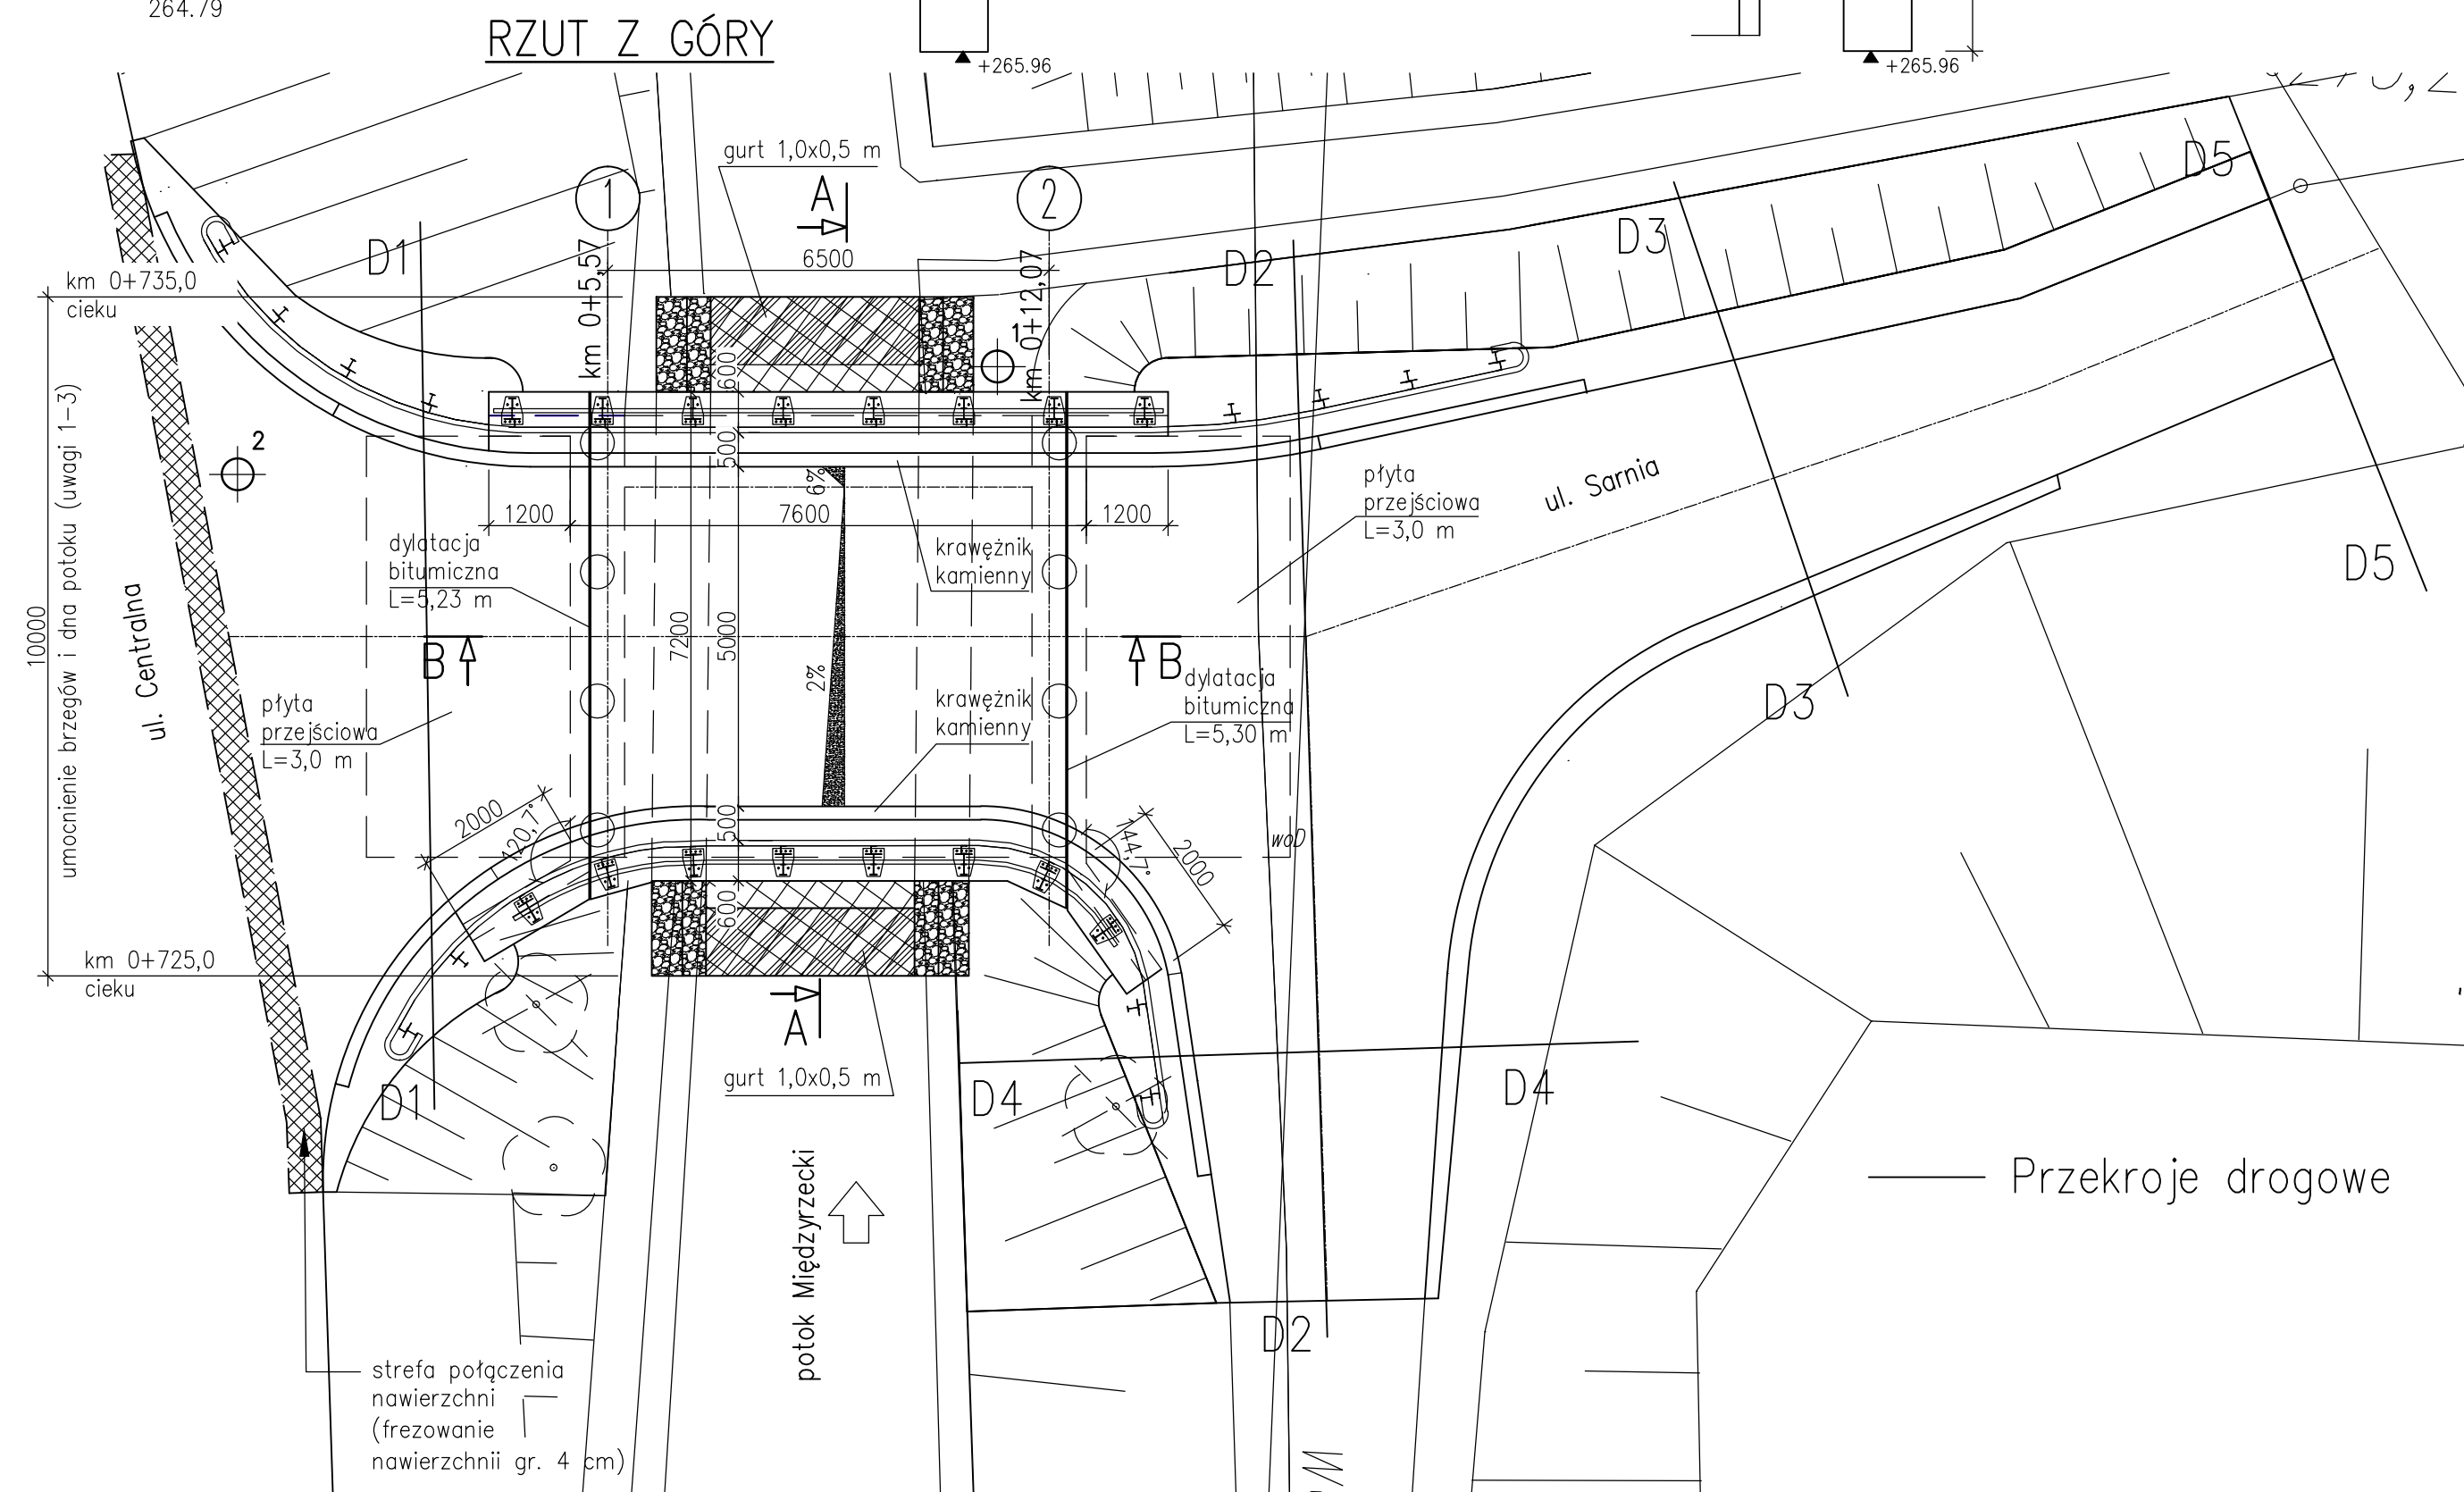 264.79
RZUT Z GÓRY
+265.96
+265.96
gurt 1,0x0,5 m
A
1
2
D5
D1
km 0+5,57
6500
km 0+12,07
D2
D3
km 0+735,0
cieku
1
600
2
500
6%
płyta
przejściowa
L=3,0 m
ul. Sarnia
1200
7600
1200
dylatacja
bitumiczna
L=5,23 m
krawężnik
kamienny
D5
umocnienie brzegów i dna potoku (uwagi 1-3)
10000
ul. Centralna
7200
5000
2%
B
B
dylatacja
bitumiczna
L=5,30 m
krawężnik
kamienny
D3
płyta
przejściowa
L=3,0 m
2000
120,7°
500
144,7°
2000
woD
600
km 0+725,0
cieku
A
gurt 1,0x0,5 m
D1
D4
D4
potok Międzyrzecki
Przekroje drogowe
D2
strefa połączenia
nawierzchni
(frezowanie
nawierzchnii gr. 4 cm)